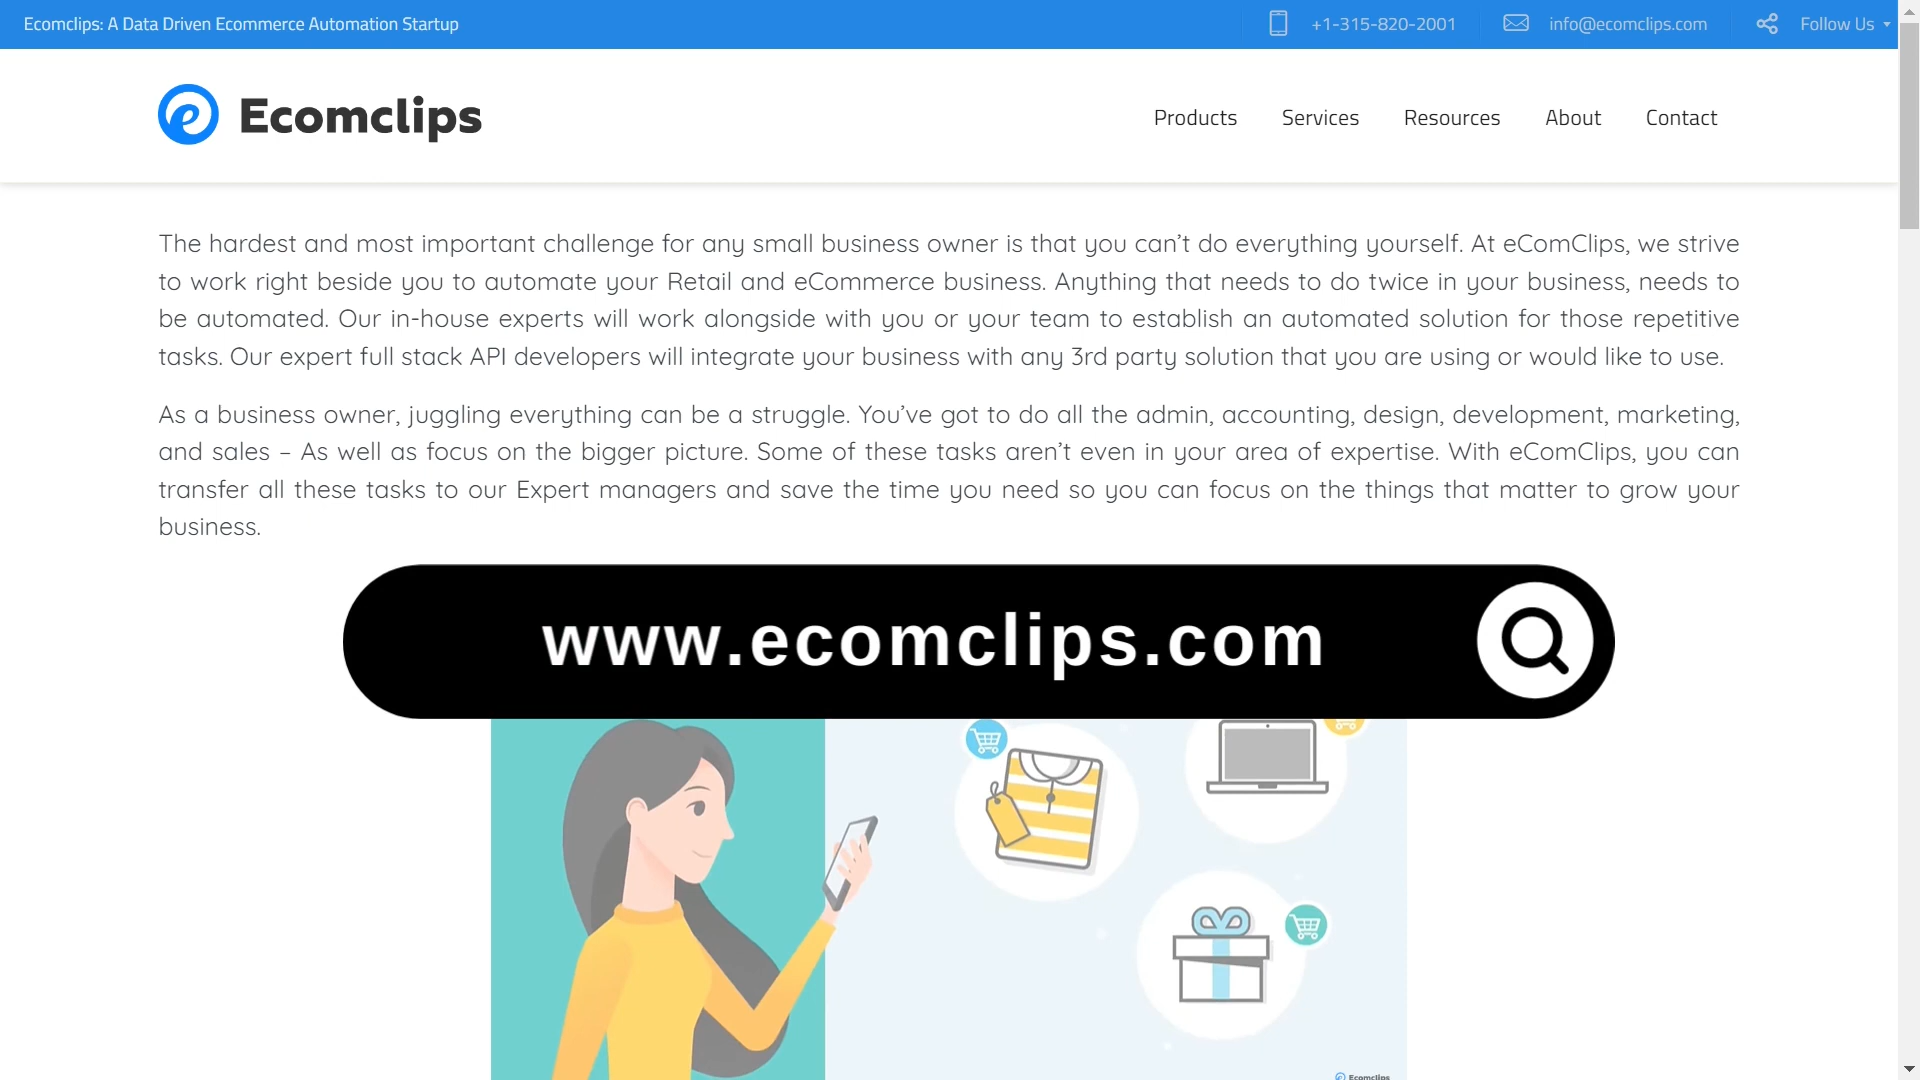 Ecomclips: A Data Driven Ecommerce Automation Startup
+1-315-820-2001
info@ecomclips.com
Follow Us
Ecomclips
Products
Services
Resources
About
Contact
The hardest and most important challenge for any small business owner is that you can’t do everything yourself. At eComClips, we strive
to work right beside you to automate your Retail and eCommerce business. Anything that needs to do twice in your business, needs to
be automated. Our in-house experts will work alongside with you or your team to establish an automated solution for those repetitive
tasks. Our expert full stack API developers will integrate your business with any 3rd party solution that you are using or would like to use.
As a business owner, juggling everything can be a struggle. You’ve got to do all the admin, accounting, design, development, marketing,
and sales – As well as focus on the bigger picture. Some of these tasks aren’t even in your area of expertise. With eComClips, you can
transfer all these tasks to our Expert managers and save the time you need so you can focus on the things that matter to grow your
business.
www.ecomclips.com
Ecomclips